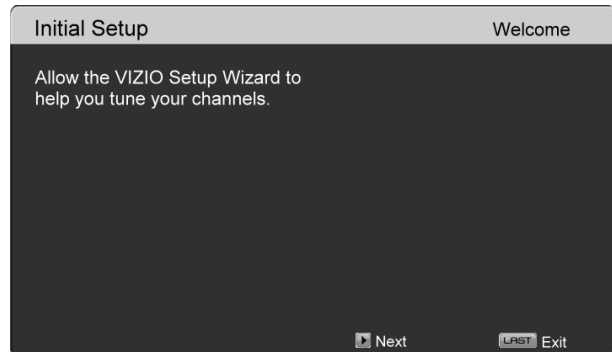 Initial Setup Welcome
Allow the VIZIO Setup Wizard to
help you tune your channels.
Next LAST Exit